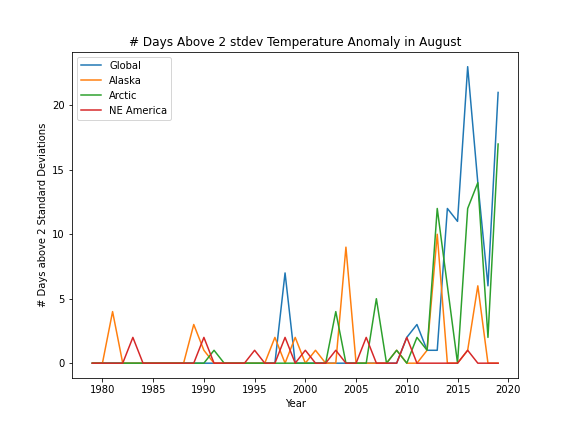 # Days Above 2 stdev Temperature Anomaly in August
Global
Alaska
Arctic
NE America
# Days above 2 Standard Deviations
20
15
10
5
0
1980 1985 1990 1995 2000 2005 2010 2015 2020
Year